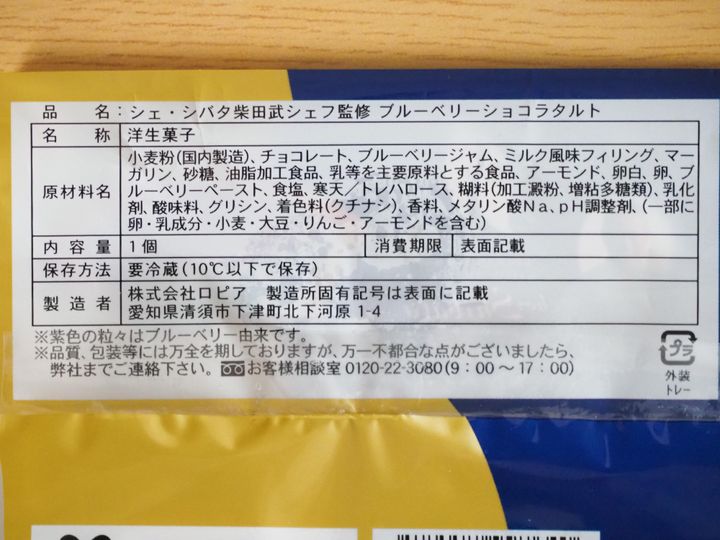 品　名：シェ・シバタ柴田武シェフ監修 ブルーベリーショコラタルト
名　称 洋生菓子
原材料名 小麦粉（国内製造）、チョコレート、ブルーベリージャム、ミルク風味フィリング、マー
ガリン、砂糖、油脂加工食品、乳等を主要原料とする食品、アーモンド、卵白、卵、ブ
ルーベリーペースト、食塩、寒天／トレハロース、糊料（加工澱粉、増粘多糖類）、乳化
剤、酸味料、グリシン、着色料（クチナシ）、香料、メタリン酸Na、pH調整剤、（一部に
卵・乳成分・小麦・大豆・りんご・アーモンドを含む）
内容量 1個 消費期限 表面記載
保存方法 要冷蔵（10℃以下で保存）
製造者 株式会社ロピア　製造所固有記号は表面に記載
愛知県清須市下津町北下河原 1-4
※紫色の粒々はブルーベリー由来です。
※品質、包装等には万全を期しておりますが、万一不都合な点がございましたら、
弊社までご連絡下さい。お客様相談室 0120-22-3080（9：00～17：00）
プラ
外装
トレー